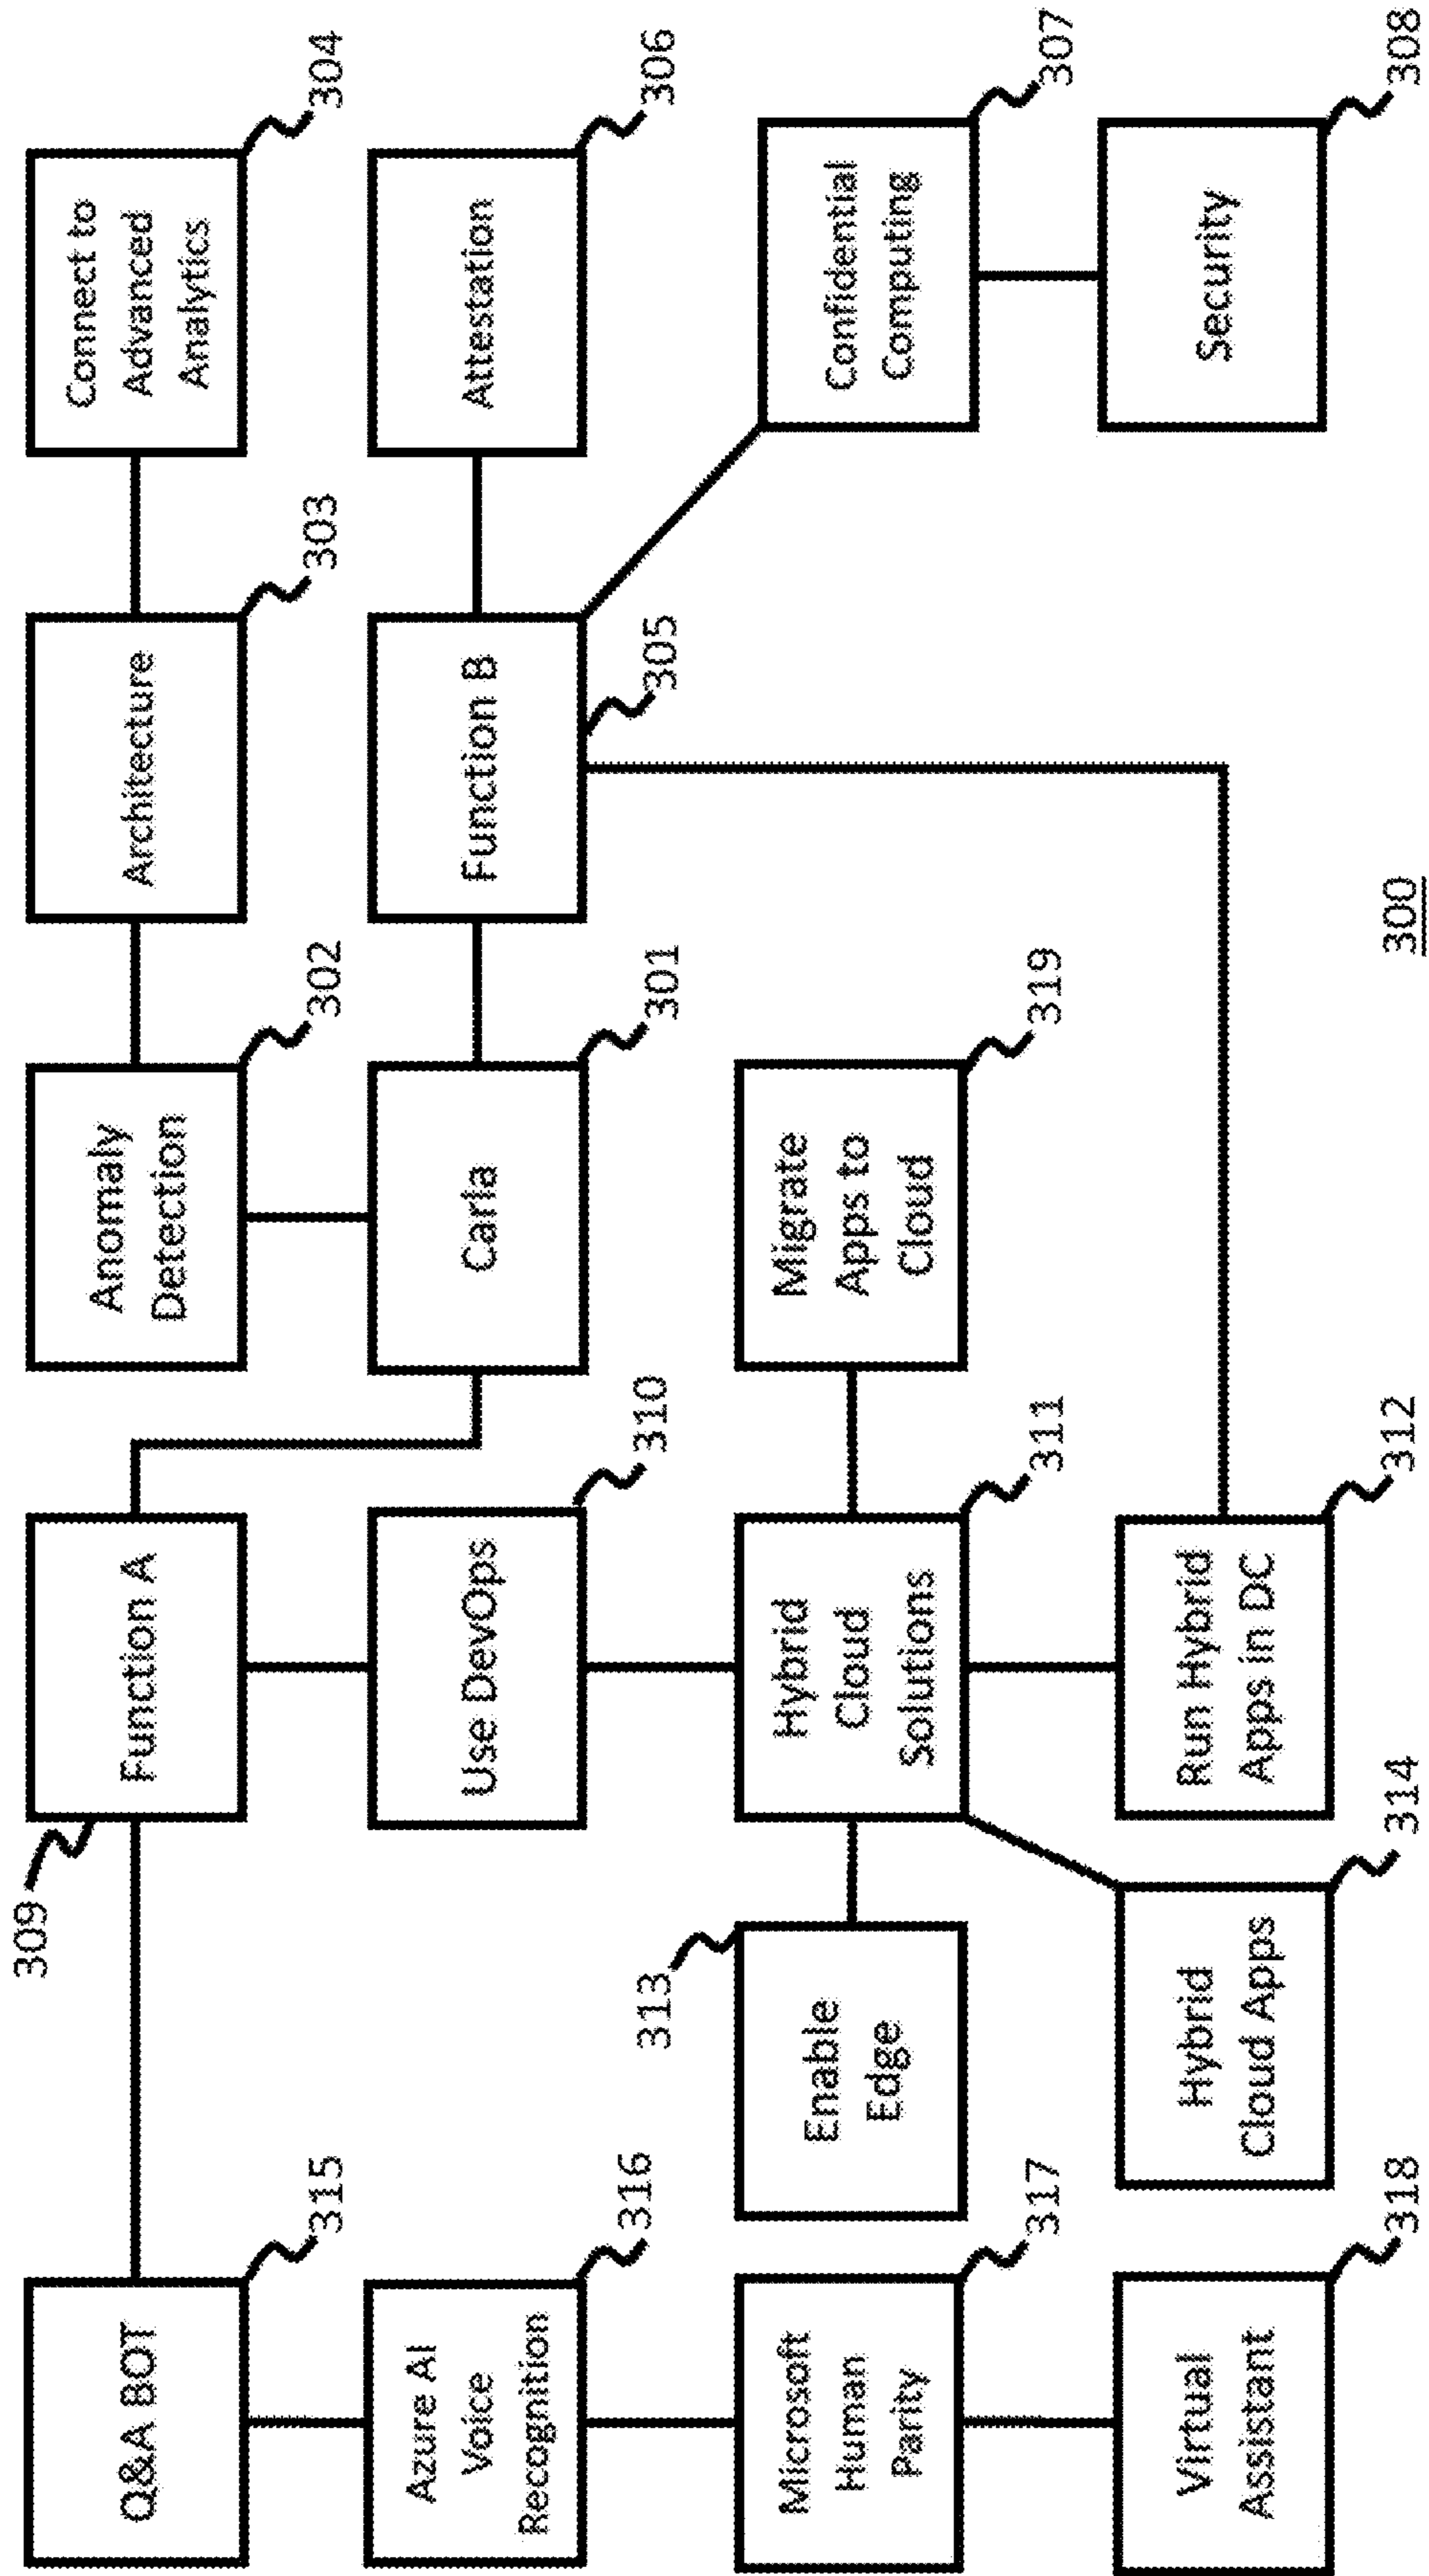 Q&A BOT
315
309
Function A
Anomaly
Detection
302
Architecture
303
Connect to
Advanced
Analytics
304
Azure AI
Voice
Recognition
316
Use DevOps
310
Carla
301
Function B
305
Attestation
306
Microsoft
Human
Parity
317
313
Enable
Edge
Hybrid
Cloud
Solutions
311
Migrate
Apps to
Cloud
319
Confidential
Computing
307
Virtual
Assistant
318
Hybrid
Cloud Apps
314
Run Hybrid
Apps in DC
312
Security
308
300